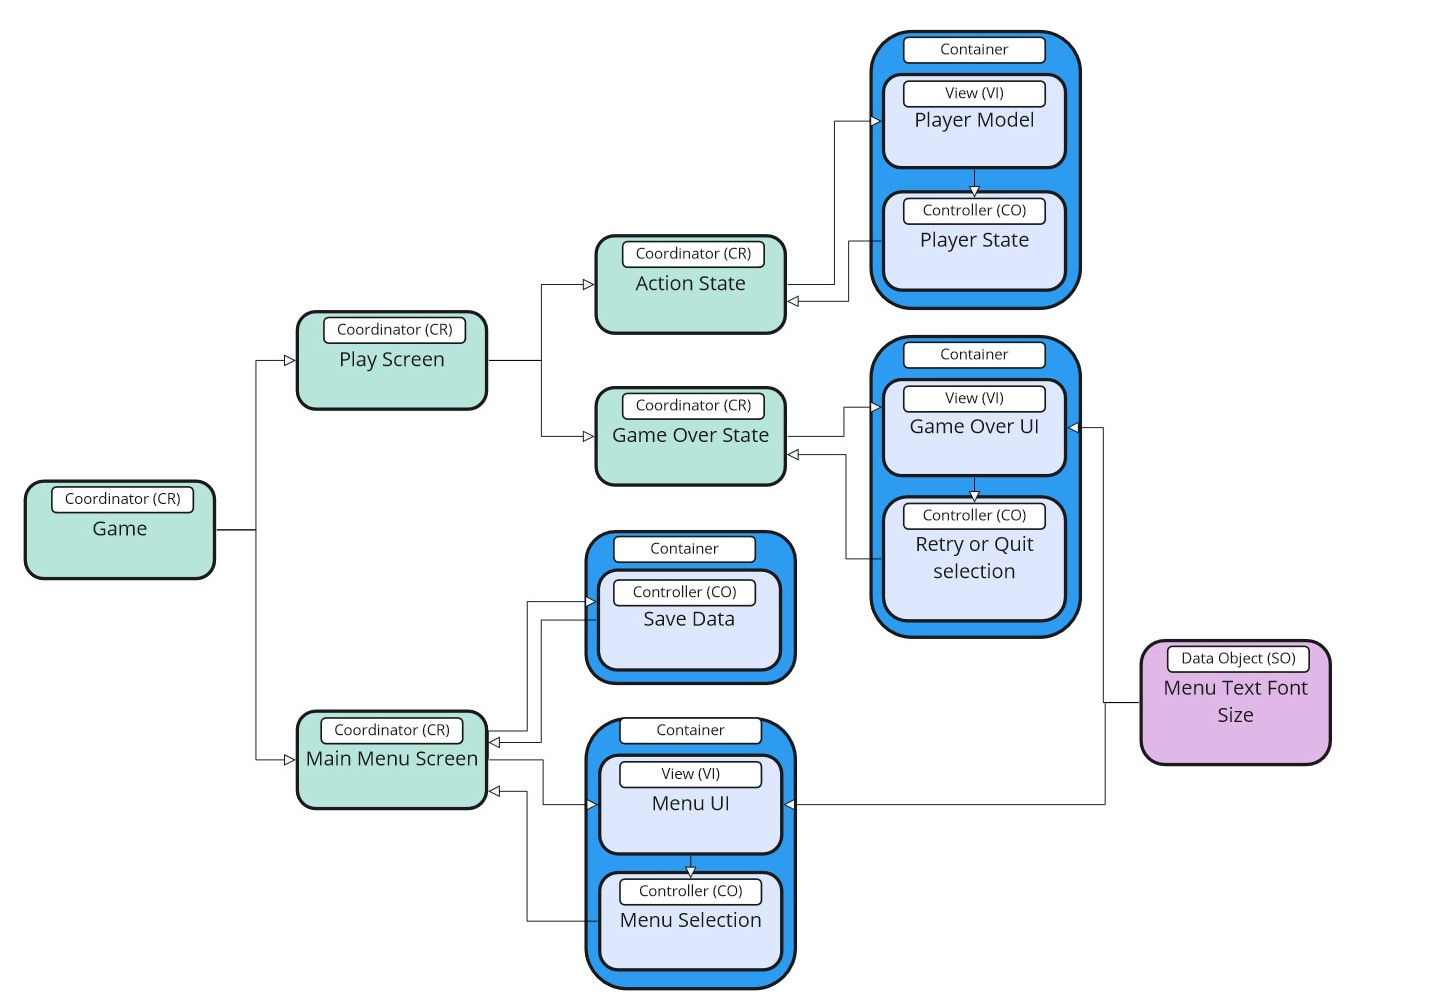 Container
View (VI)
Player Model
Controller (CO)
Player State
Coordinator (CR)
Action State
Coordinator (CR)
Play Screen
Container
View (VI)
Game Over UI
Controller (CO)
Retry or Quit
selection
Coordinator (CR)
Game Over State
Coordinator (CR)
Game
Container
Controller (CO)
Save Data
Data Object (SO)
Menu Text Font
Size
Coordinator (CR)
Main Menu Screen
Container
View (VI)
Menu UI
Controller (CO)
Menu Selection